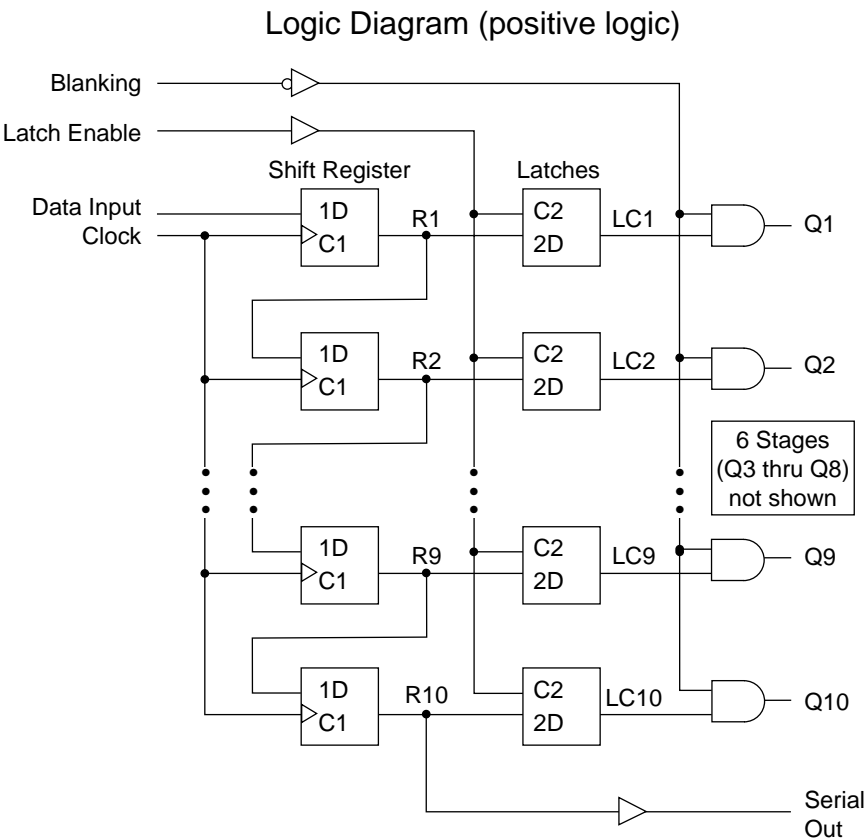 Logic Diagram (positive logic)
Blanking
Latch Enable
Shift Register
Latches
Data Input
1D
R1
C2
LC1
Q1
Clock
C1
2D
1D
R2
C2
LC2
Q2
C1
2D
6 Stages
(Q3 thru Q8)
not shown
1D
R9
C2
LC9
Q9
C1
2D
1D
R10
C2
LC10
Q10
C1
2D
Serial
Out